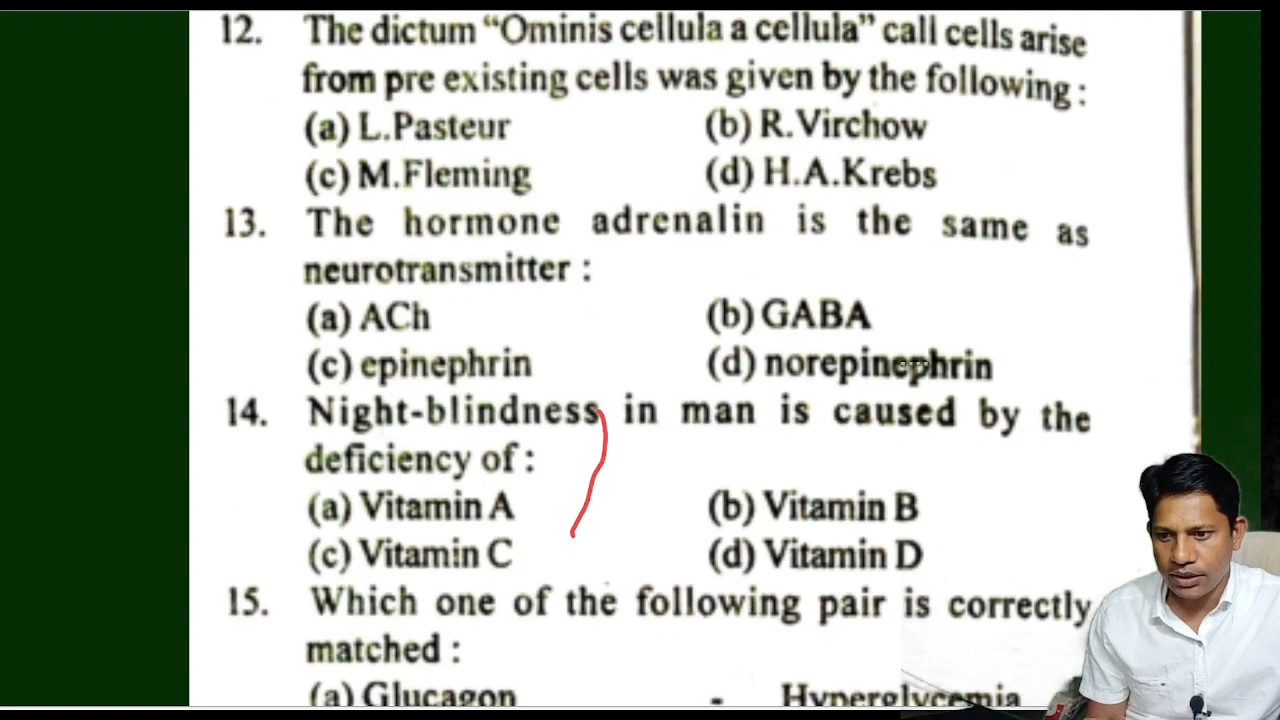 12. The dictum “Ominis cellula a cellula” call cells arise
from pre existing cells was given by the following :
(a) L.Pasteur (b) R.Virchow
(c) M.Fleming (d) H.A.Krebs
13. The hormone adrenalin is the same as
neurotransmitter :
(a) ACh (b) GABA
(c) epinephrin (d) norepinephrin
14. Night-blindness in man is caused by the
deficiency of :
(a) Vitamin A (b) Vitamin B
(c) Vitamin C (d) Vitamin D
15. Which one of the following pair is correctly
matched :
(a) Glucagon - Hyperglycemia